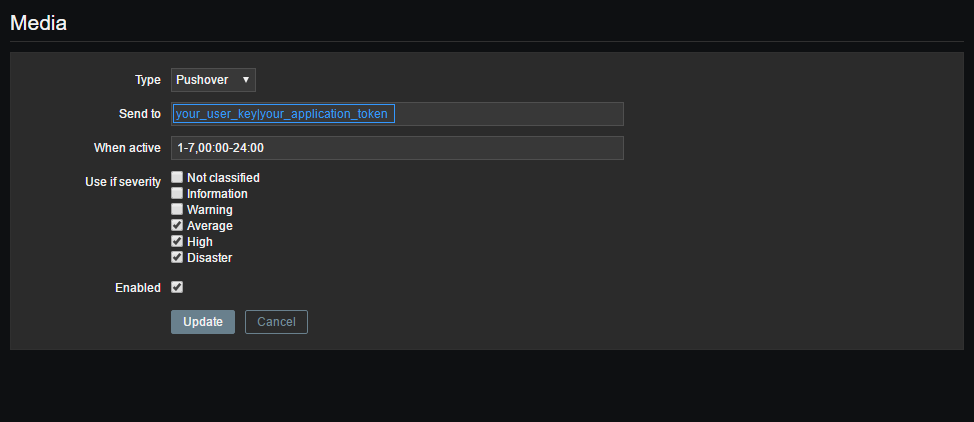 Media
Type Pushover
Send to your_user_key|your_application_token
When active 1-7,00:00-24:00
Use if severity Not classified
Information
Warning
Average
High
Disaster
Enabled
Update Cancel